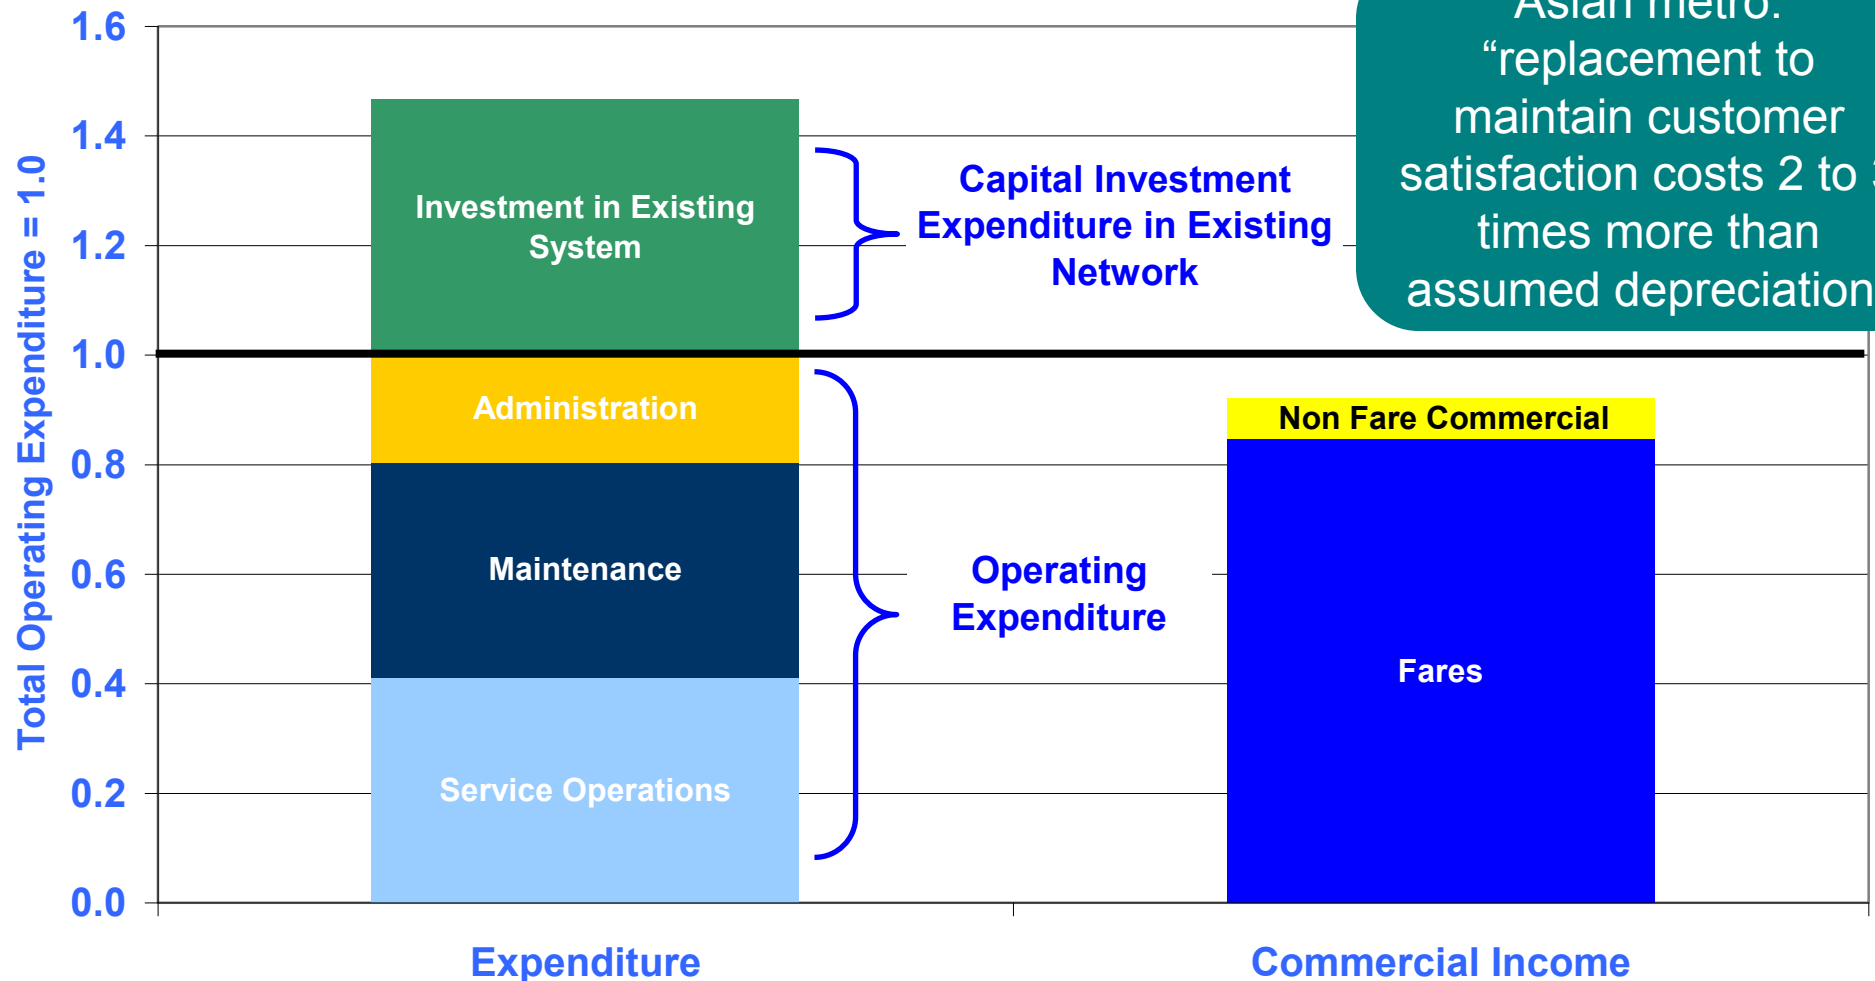 Total Operating Expenditure = 1.0
1.6
1.4
1.2
1.0
0.8
0.6
0.4
0.2
0.0
Investment in Existing
System
Administration
Maintenance
Service Operations
Capital Investment
Expenditure in Existing
Network
Operating
Expenditure
Asian metro:
“replacement to
maintain customer
satisfaction costs 2 to
times more than
assumed depreciation
Non Fare Commercial
Fares
Expenditure
Commercial Income